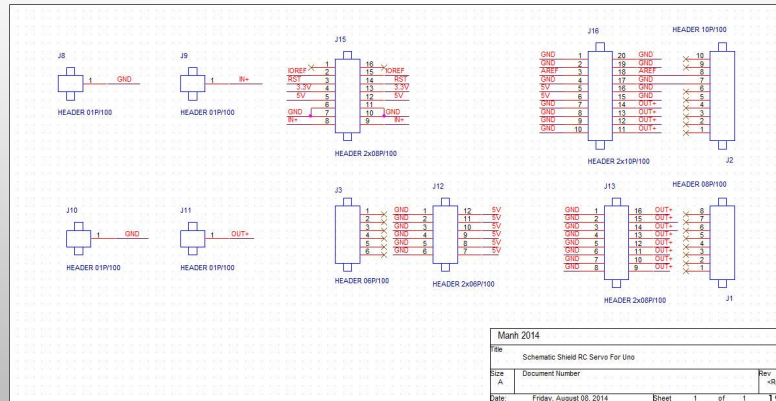 J8
1 GND
HEADER 01P/100
J9
1 IN+
HEADER 01P/100
J15
1 16
IOREF 2 15 IOREF
RST 3 14 RST
3.3V 4 13 3.3V
5V 5 12 5V
6 11
GND 7 10 GND
IN+ 8 9 IN+
HEADER 2x08P/100
J16
GND 1 20 GND
GND 2 19 GND
AREF 3 18 AREF
GND 4 17 GND
5V 5 16 GND
5V 6 15 GND
GND 7 14 OUT+
GND 8 13 OUT+
GND 9 12 OUT+
GND 10 11 OUT+
HEADER 2x10P/100
HEADER 10P/100
10
9
8
7
6
5
4
3
2
1
J2
J10
1 GND
HEADER 01P/100
J11
1 OUT+
HEADER 01P/100
J3
1
2
3
4
5
6
HEADER 06P/100
J12
GND 1 12 5V
GND 2 11 5V
GND 3 10 5V
GND 4 9 5V
GND 5 8 5V
GND 6 7 5V
HEADER 2x06P/100
J13
GND 1 16 OUT+
GND 2 15 OUT+
GND 3 14 OUT+
GND 4 13 OUT+
GND 5 12 OUT+
GND 6 11 OUT+
GND 7 10 OUT+
GND 8 9 OUT+
HEADER 2x08P/100
HEADER 08P/100
8
7
6
5
4
3
2
1
J1
Manh 2014
Title
Schematic Shield RC Servo For Uno
Size
A
Document Number
Rev
Date: Friday, August 08, 2014 Sheet 1 of 1